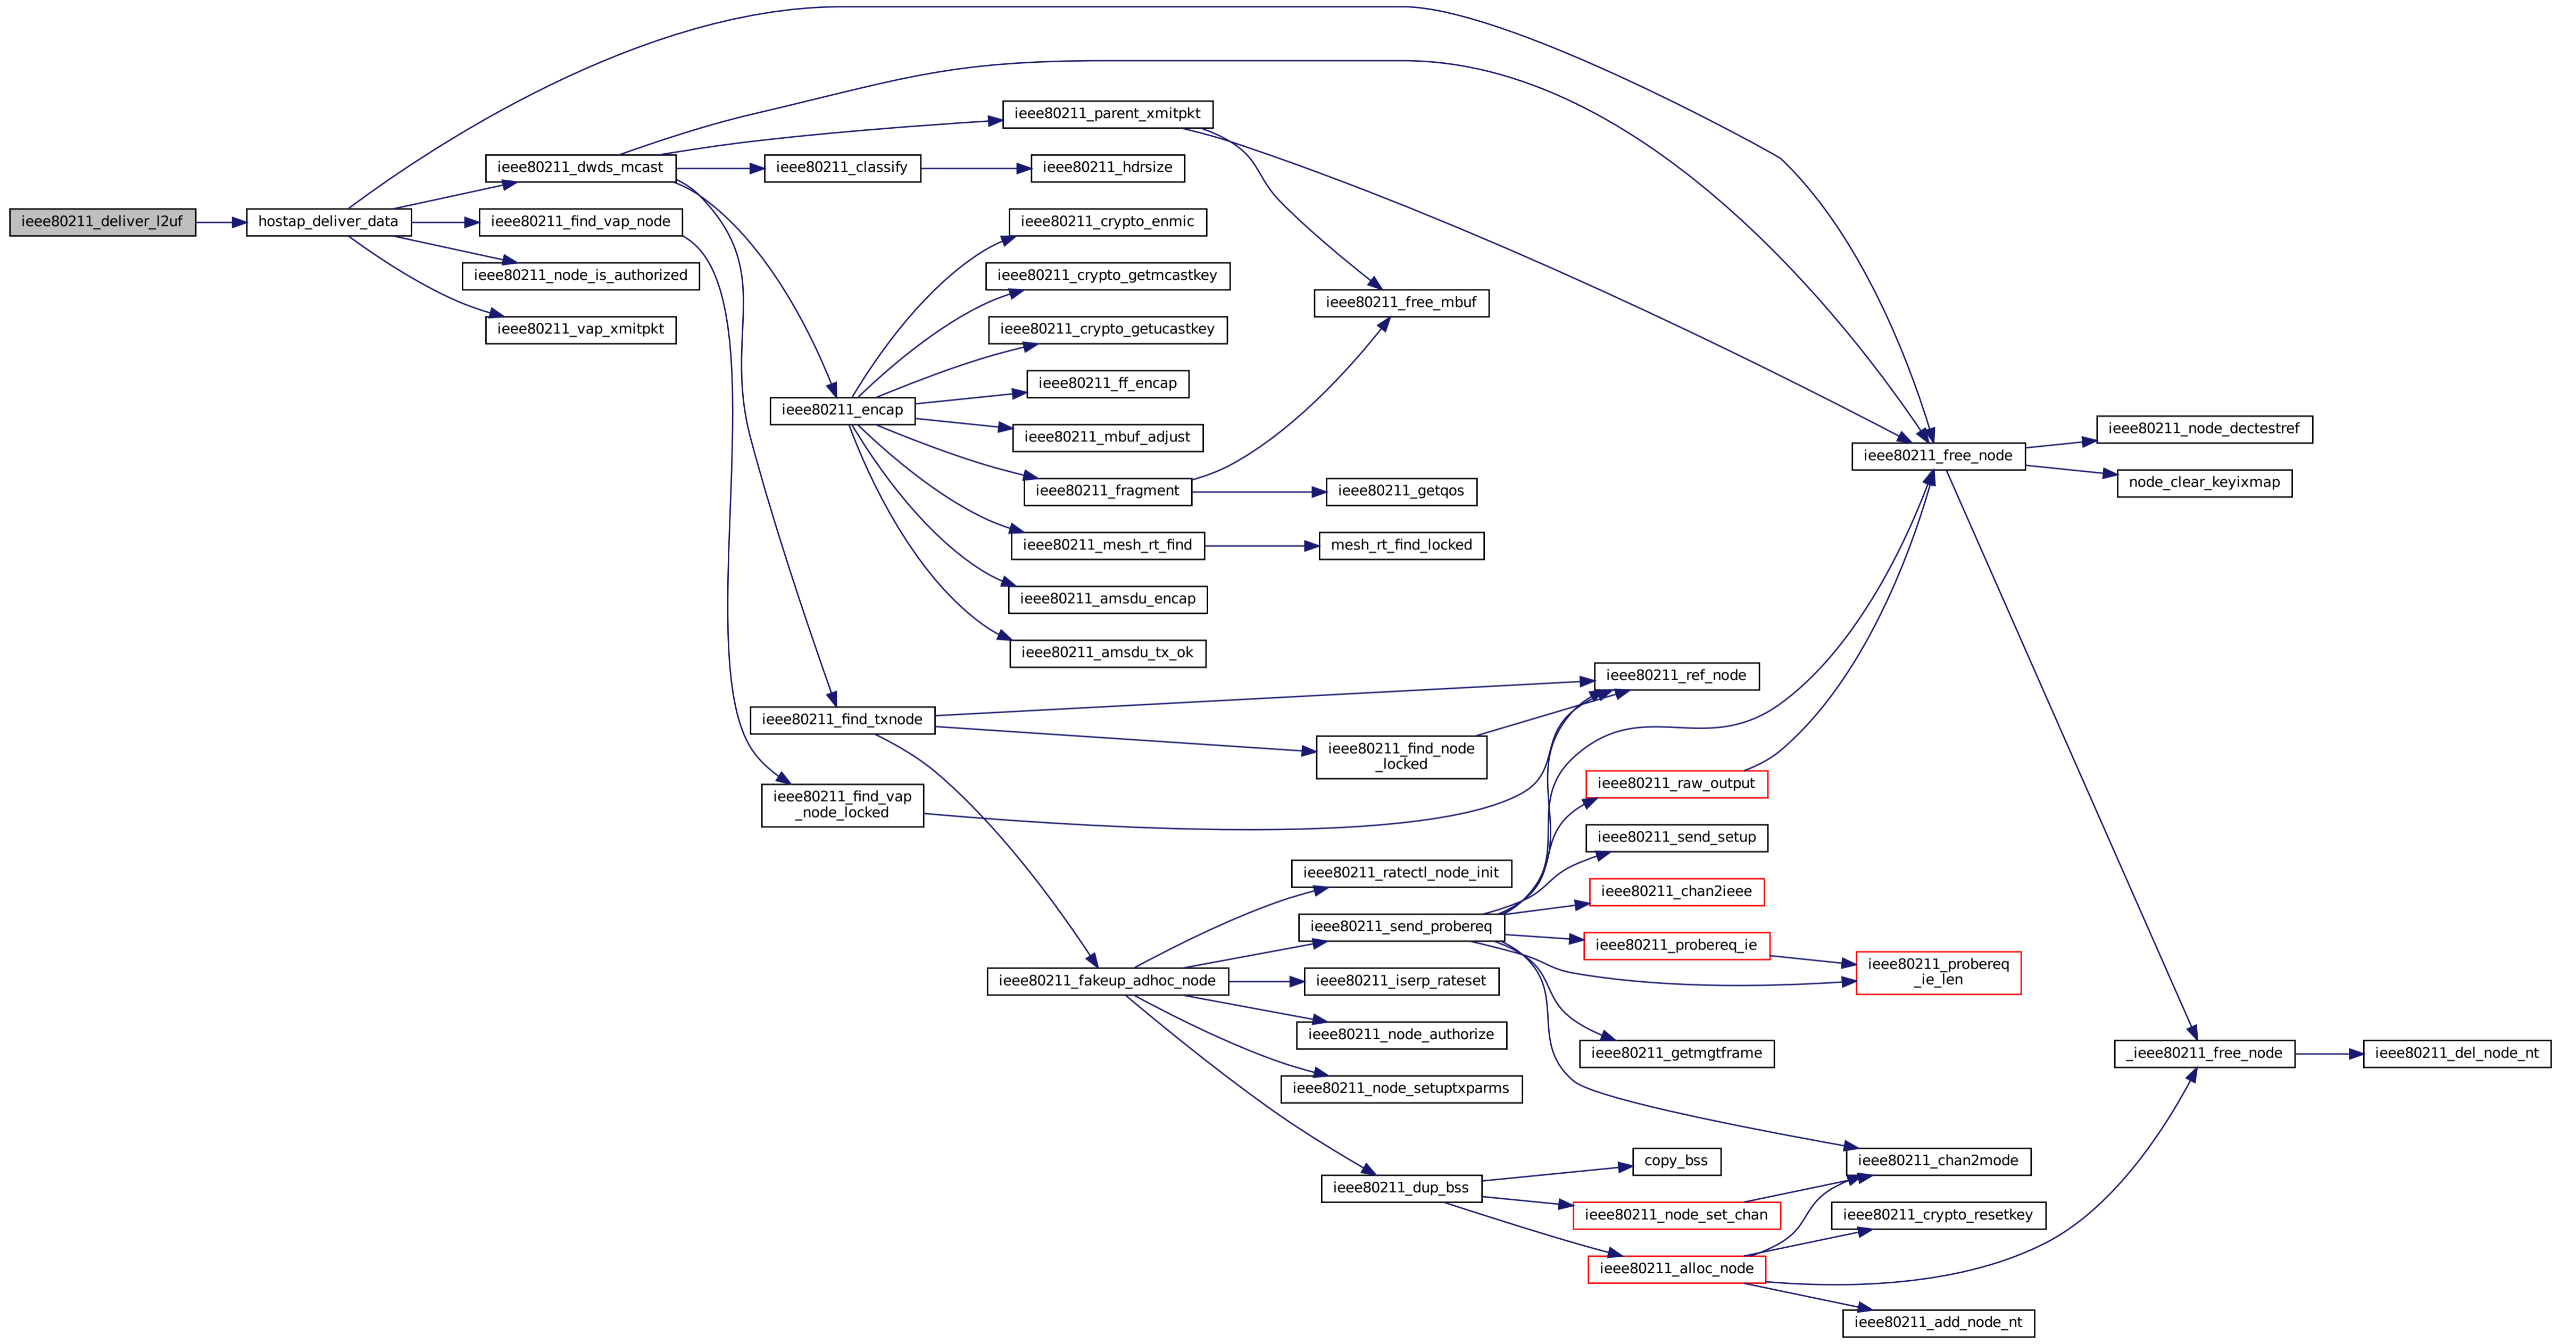 ieee80211_deliver_l2uf
hostap_deliver_data
ieee80211_dwds_mcast
ieee80211_find_vap_node
ieee80211_node_is_authorized
ieee80211_vap_xmitpkt
ieee80211_parent_xmitpkt
ieee80211_classify
ieee80211_hdrsize
ieee80211_crypto_enmic
ieee80211_crypto_getmcastkey
ieee80211_crypto_getucastkey
ieee80211_ff_encap
ieee80211_encap
ieee80211_mbuf_adjust
ieee80211_fragment
ieee80211_mesh_rt_find
ieee80211_amsdu_encap
ieee80211_amsdu_tx_ok
ieee80211_free_mbuf
ieee80211_getqos
mesh_rt_find_locked
ieee80211_find_txnode
ieee80211_find_vap
_node_locked
ieee80211_find_node
_locked
ieee80211_ref_node
ieee80211_raw_output
ieee80211_send_setup
ieee80211_chan2ieee
ieee80211_probereq_ie
ieee80211_probereq
_ie_len
ieee80211_getmgtframe
ieee80211_ratectl_node_init
ieee80211_send_probereq
ieee80211_fakeup_adhoc_node
ieee80211_iserp_rateset
ieee80211_node_authorize
ieee80211_node_setuptxparms
ieee80211_dup_bss
copy_bss
ieee80211_node_set_chan
ieee80211_alloc_node
ieee80211_chan2mode
ieee80211_crypto_resetkey
ieee80211_add_node_nt
ieee80211_free_node
ieee80211_node_dectestref
node_clear_keyixmap
_ieee80211_free_node
ieee80211_del_node_nt